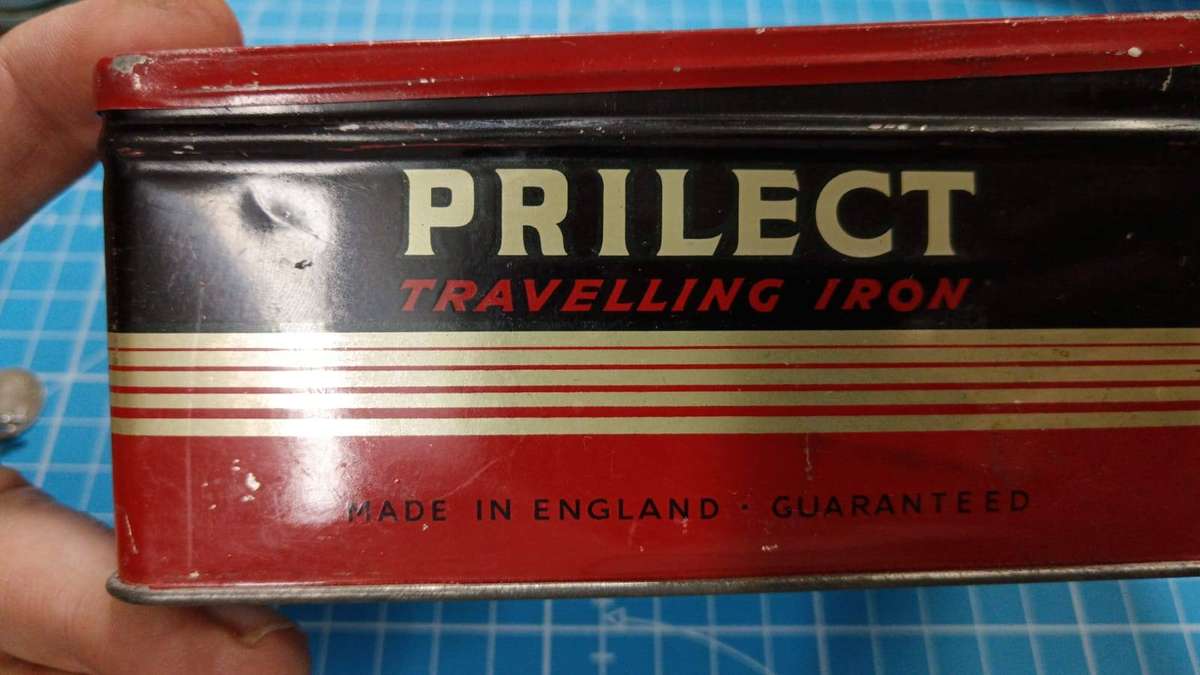 PRILECT
TRAVELLING IRON
MADE IN ENGLAND · GUARANTEED